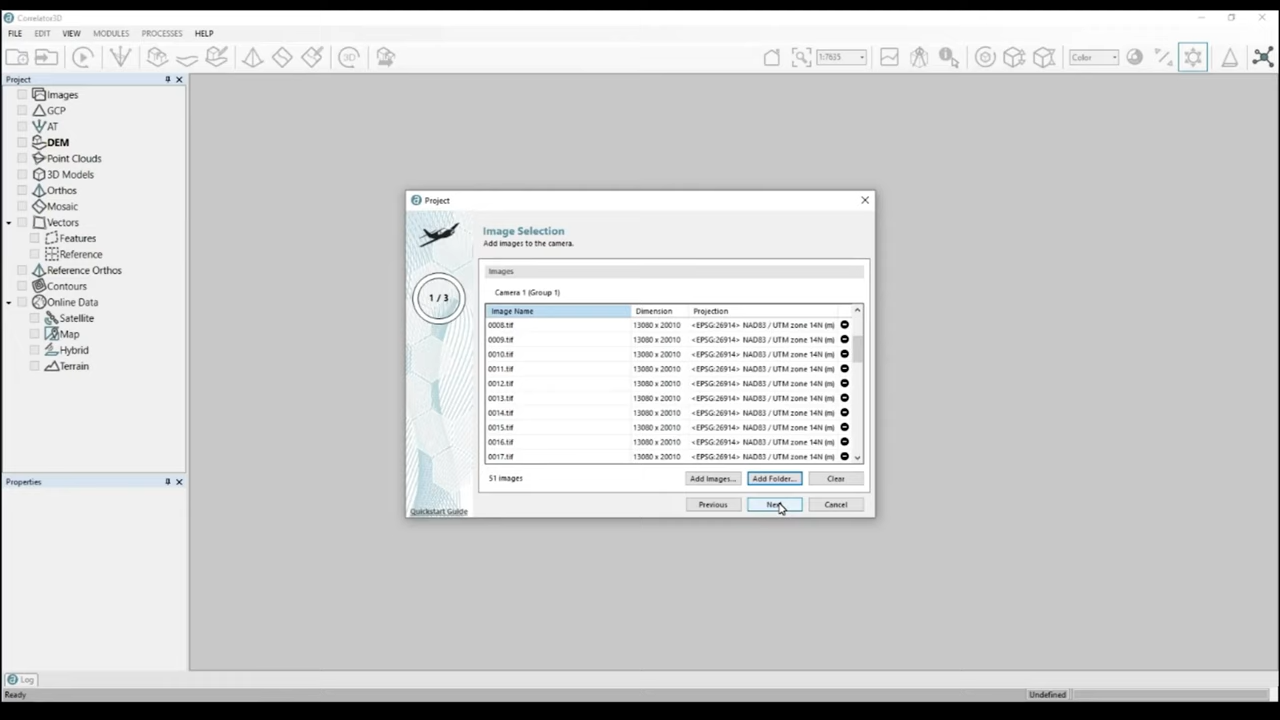 Correlator3D
FILE EDIT VIEW MODULES PROCESSES HELP
1:7635
Color
Project
Images
GCP
AT
DEM
Point Clouds
3D Models
Orthos
Mosaic
Vectors
Features
Reference
Reference Orthos
Contours
Online Data
Satellite
Map
Hybrid
Terrain
Properties
Project
Image Selection
Add images to the camera.
1 / 3
Images
Camera 1 (Group 1)
Image Name Dimension Projection
0008.tif 13080 x 20010 <EPSG:26914> NAD83 / UTM zone 14N (m)
0009.tif 13080 x 20010 <EPSG:26914> NAD83 / UTM zone 14N (m)
0010.tif 13080 x 20010 <EPSG:26914> NAD83 / UTM zone 14N (m)
0011.tif 13080 x 20010 <EPSG:26914> NAD83 / UTM zone 14N (m)
0012.tif 13080 x 20010 <EPSG:26914> NAD83 / UTM zone 14N (m)
0013.tif 13080 x 20010 <EPSG:26914> NAD83 / UTM zone 14N (m)
0014.tif 13080 x 20010 <EPSG:26914> NAD83 / UTM zone 14N (m)
0015.tif 13080 x 20010 <EPSG:26914> NAD83 / UTM zone 14N (m)
0016.tif 13080 x 20010 <EPSG:26914> NAD83 / UTM zone 14N (m)
0017.tif 13080 x 20010 <EPSG:26914> NAD83 / UTM zone 14N (m)
51 images Add Images... Add Folder... Clear
Previous Next Cancel
Quickstart Guide
Log
Ready Undefined